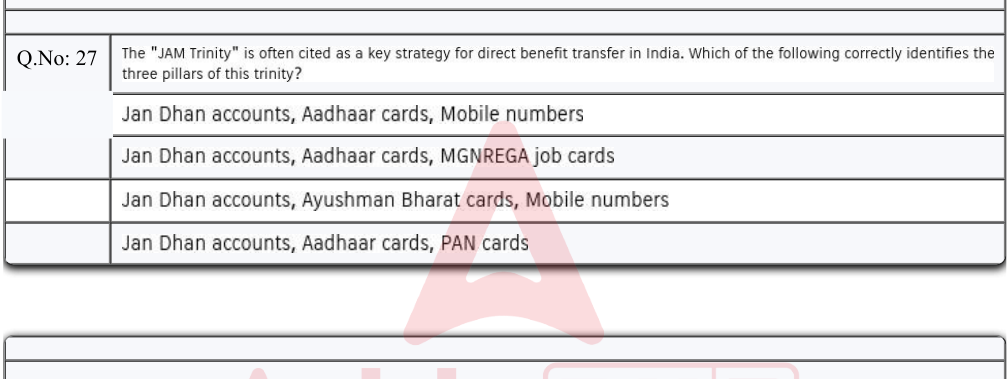 Q.No: 27
The "JAM Trinity" is often cited as a key strategy for direct benefit transfer in India. Which of the following correctly identifies the
three pillars of this trinity?
Jan Dhan accounts, Aadhaar cards, Mobile numbers
Jan Dhan accounts, Aadhaar cards, MGNREGA job cards
Jan Dhan accounts, Ayushman Bharat cards, Mobile numbers
Jan Dhan accounts, Aadhaar cards, PAN cards